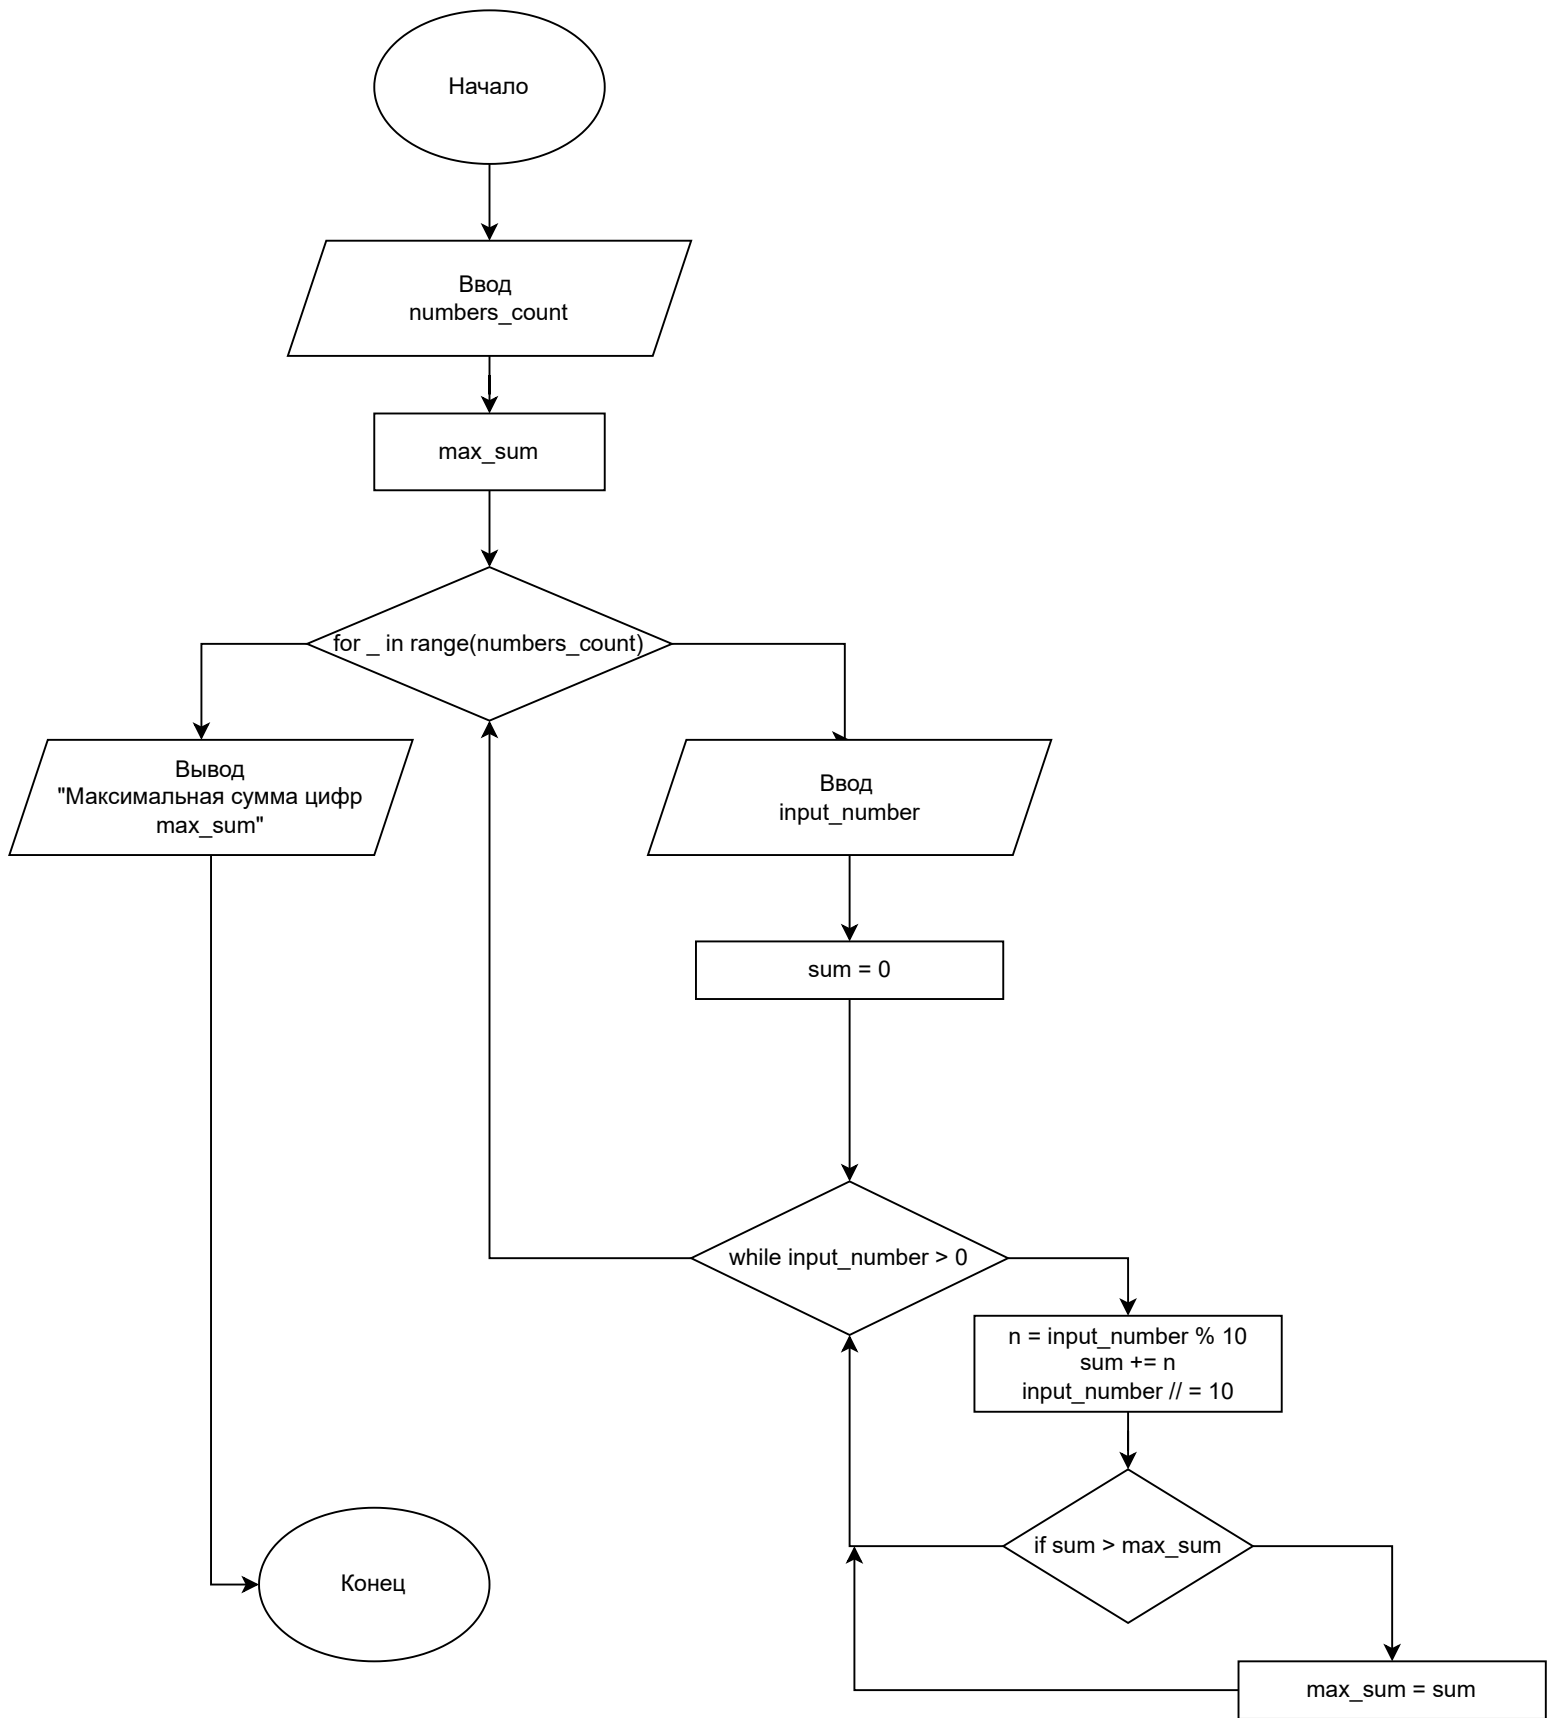 Начало
Ввод
numbers_count
max_sum
for _ in range(numbers_count)
Вывод
"Максимальная сумма цифр
max_sum"
Ввод
input_number
sum = 0
while input_number > 0
n = input_number % 10
sum += n
input_number // = 10
if sum > max_sum
Конец
max_sum = sum